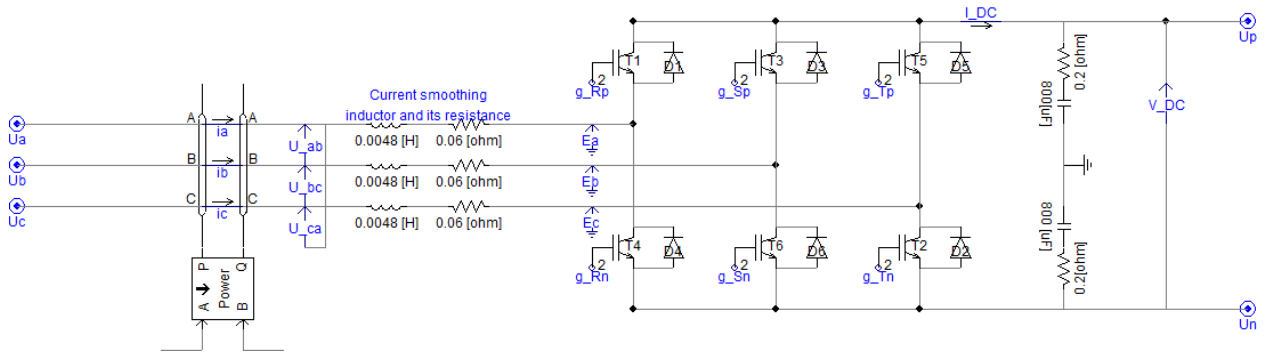 I_DC
Up
T1
D1
T3
D3
T5
D5
2
g_Rp
2
g_Sp
2
g_Tp
0.2 [ohm]
800[uF]
V_DC
Current smoothing
inductor and its resistance
Ua
A
A
ia
U_ab
0.0048 [H]
0.06 [ohm]
Ea
Ub
B
B
ib
U_bc
0.0048 [H]
0.06 [ohm]
Eb
Uc
C
C
ic
U_ca
0.0048 [H]
0.06 [ohm]
Ec
T4
D4
T6
D6
T2
D2
2
g_Rn
2
g_Sn
2
g_Tn
800 [uF]
0.2[ohm]
Un
P
Q
Power
A
B